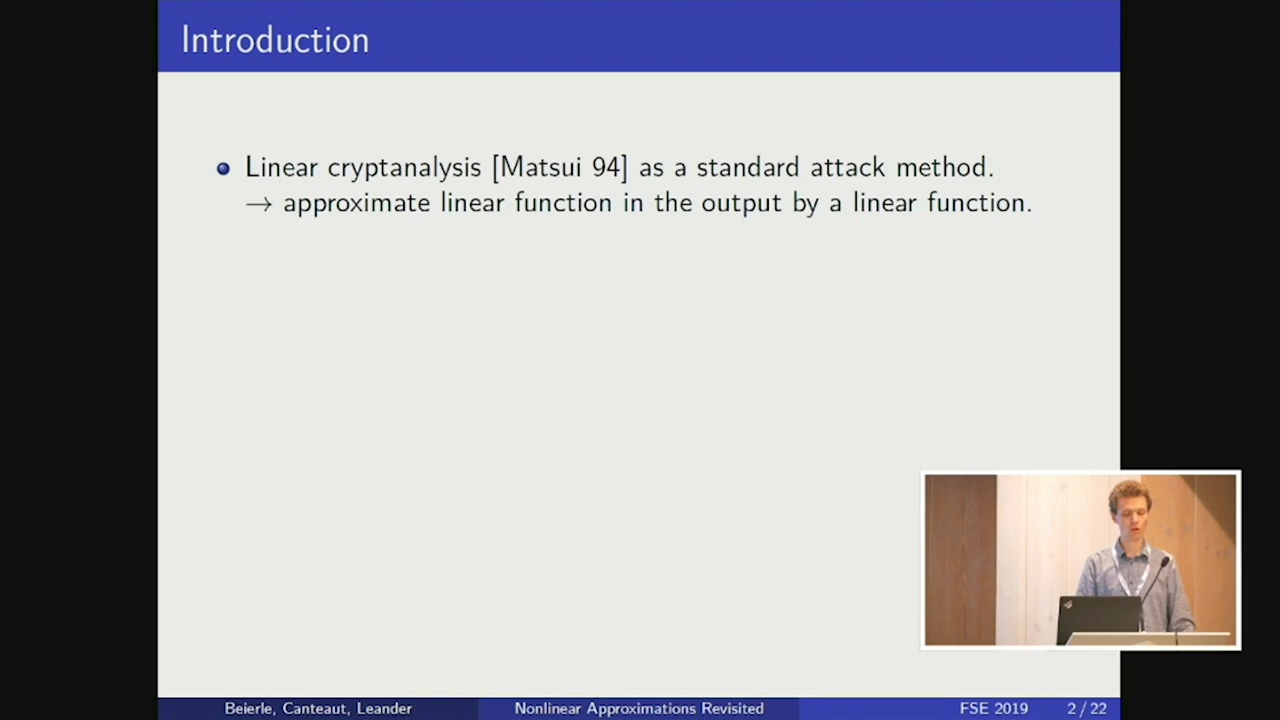 Introduction
Linear cryptanalysis [Matsui 94] as a standard attack method.
→ approximate linear function in the output by a linear function.
Beierle, Canteaut, Leander Nonlinear Approximations Revisited FSE 2019 2 / 22